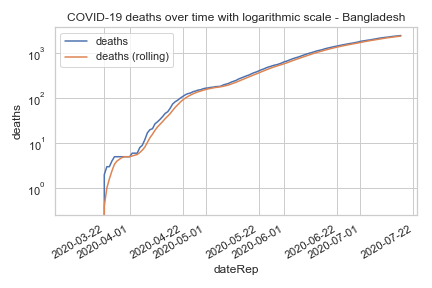 COVID-19 deaths over time with logarithmic scale - Bangladesh
deaths
deaths (rolling)
10³
10²
10¹
10⁰
deaths
2020-03-22
2020-04-01
2020-04-22
2020-05-01
2020-05-22
2020-06-01
2020-06-22
2020-07-01
2020-07-22
dateRep